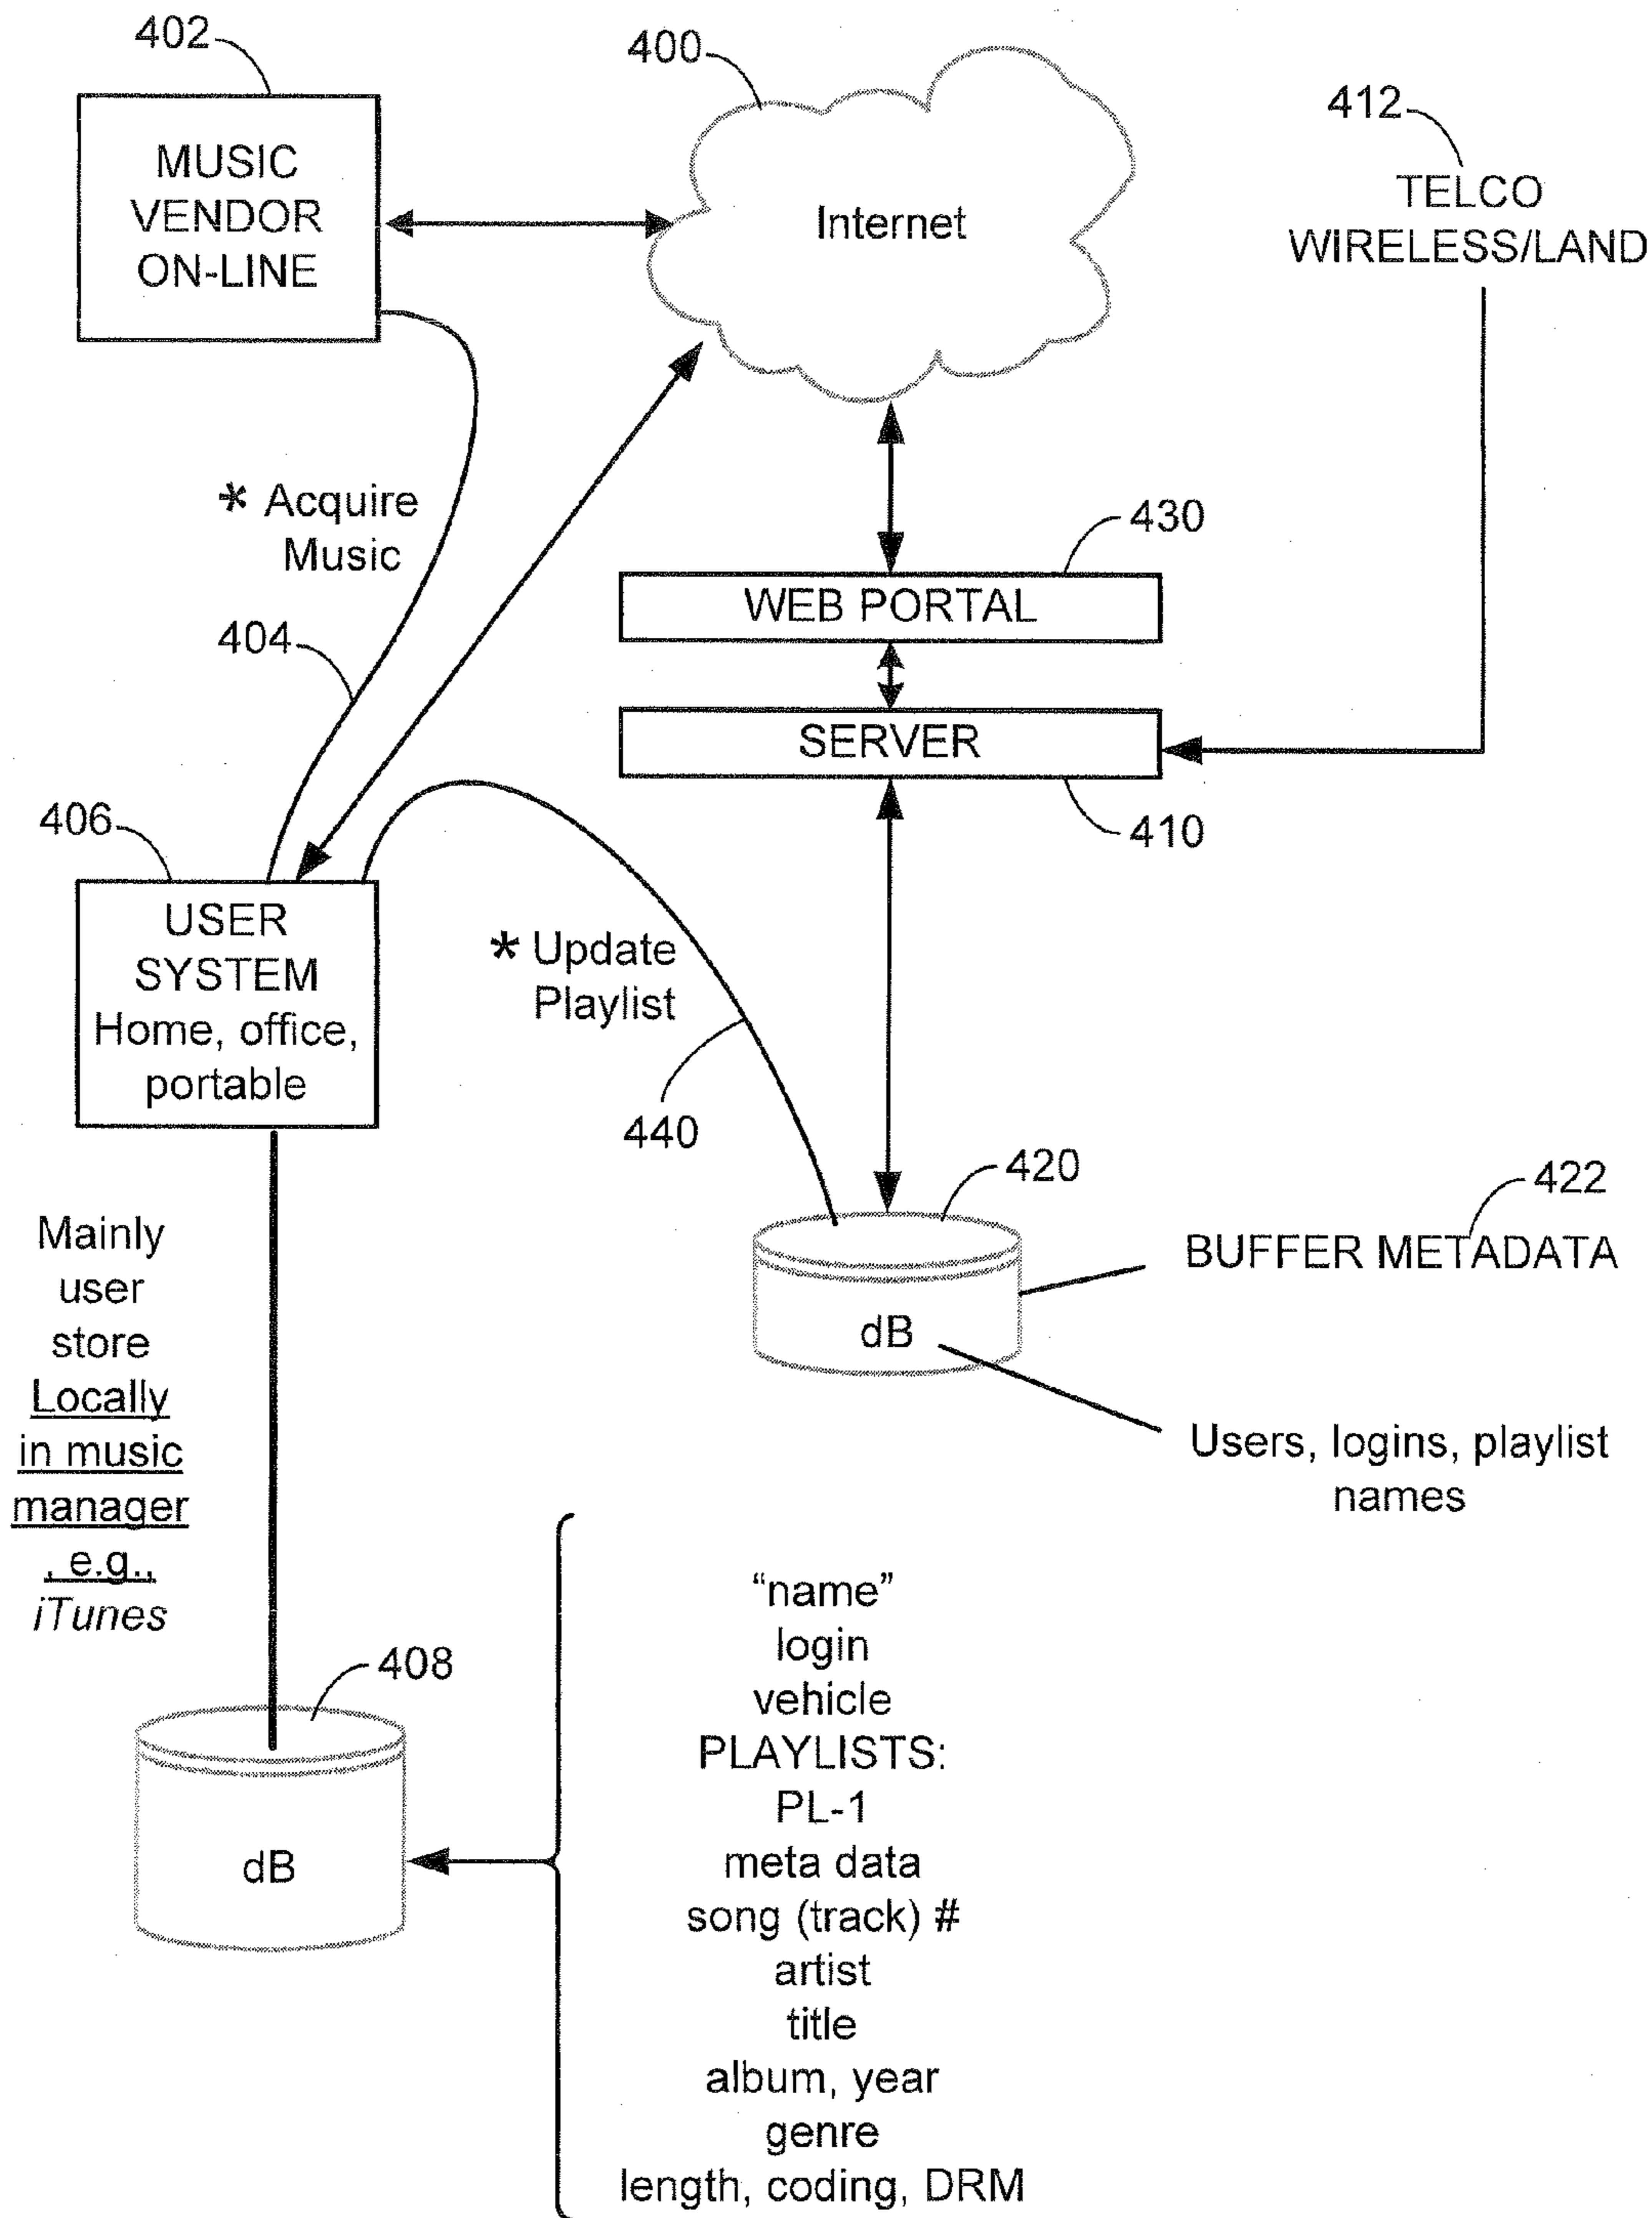 402
400
412
MUSIC
VENDOR
ON-LINE
Internet
TELCO
WIRELESS/LAND
* Acquire
Music
430
WEB PORTAL
404
SERVER
406
410
USER
SYSTEM
Home, office,
portable
* Update
Playlist
440
420
422
BUFFER METADATA
dB
Users, logins, playlist
names
Mainly
user
store
Locally
in music
manager
, e.g.,
iTunes
408
dB
“name”
login
vehicle
PLAYLISTS:
PL-1
meta data
song (track) #
artist
title
album, year
genre
length, coding, DRM